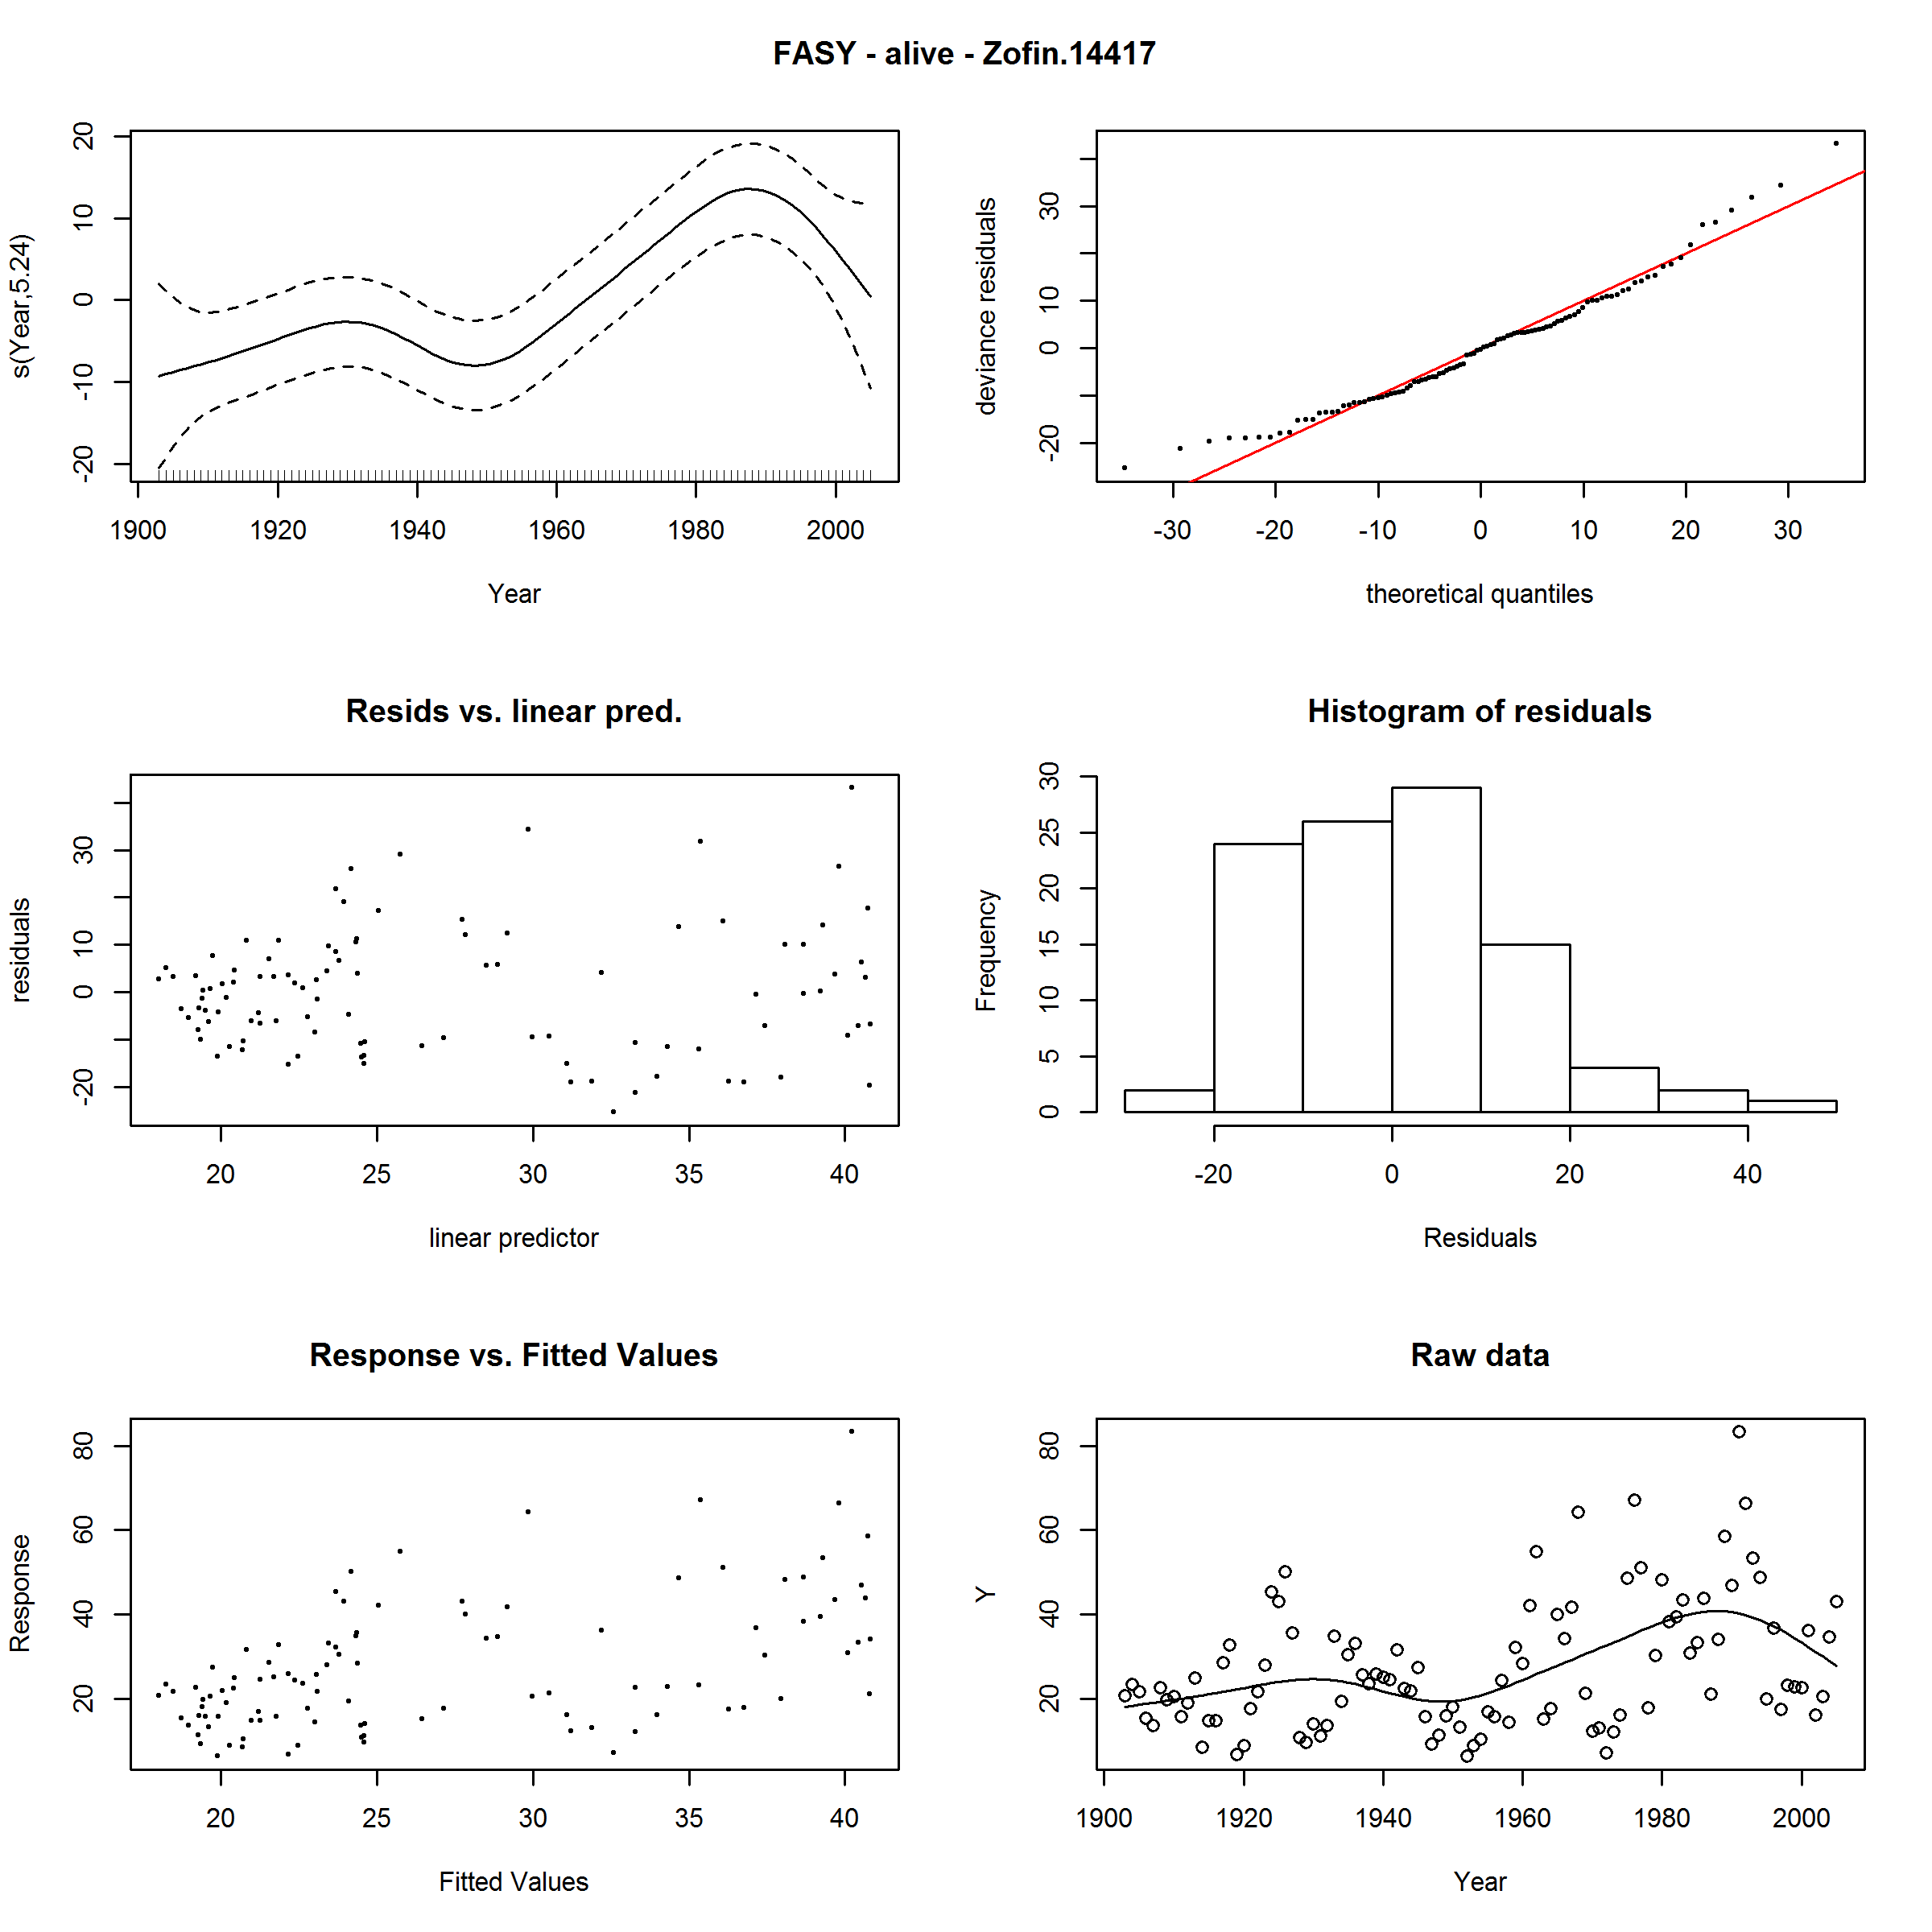 FASY - alive - Zofin.14417
s(Year,5.24)
20
10
0
-10
-20
1900 1920 1940 1960 1980 2000
Year
deviance residuals
30
10
0
-20
-30 -20 -10 0 10 20 30
theoretical quantiles
Resids vs. linear pred.
residuals
30
10
0
-20
20 25 30 35 40
linear predictor
Histogram of residuals
Frequency
30
25
20
15
10
5
0
-20 0 20 40
Residuals
Response vs. Fitted Values
Response
80
60
40
20
20 25 30 35 40
Fitted Values
Raw data
Y
80
60
40
20
1900 1920 1940 1960 1980 2000
Year